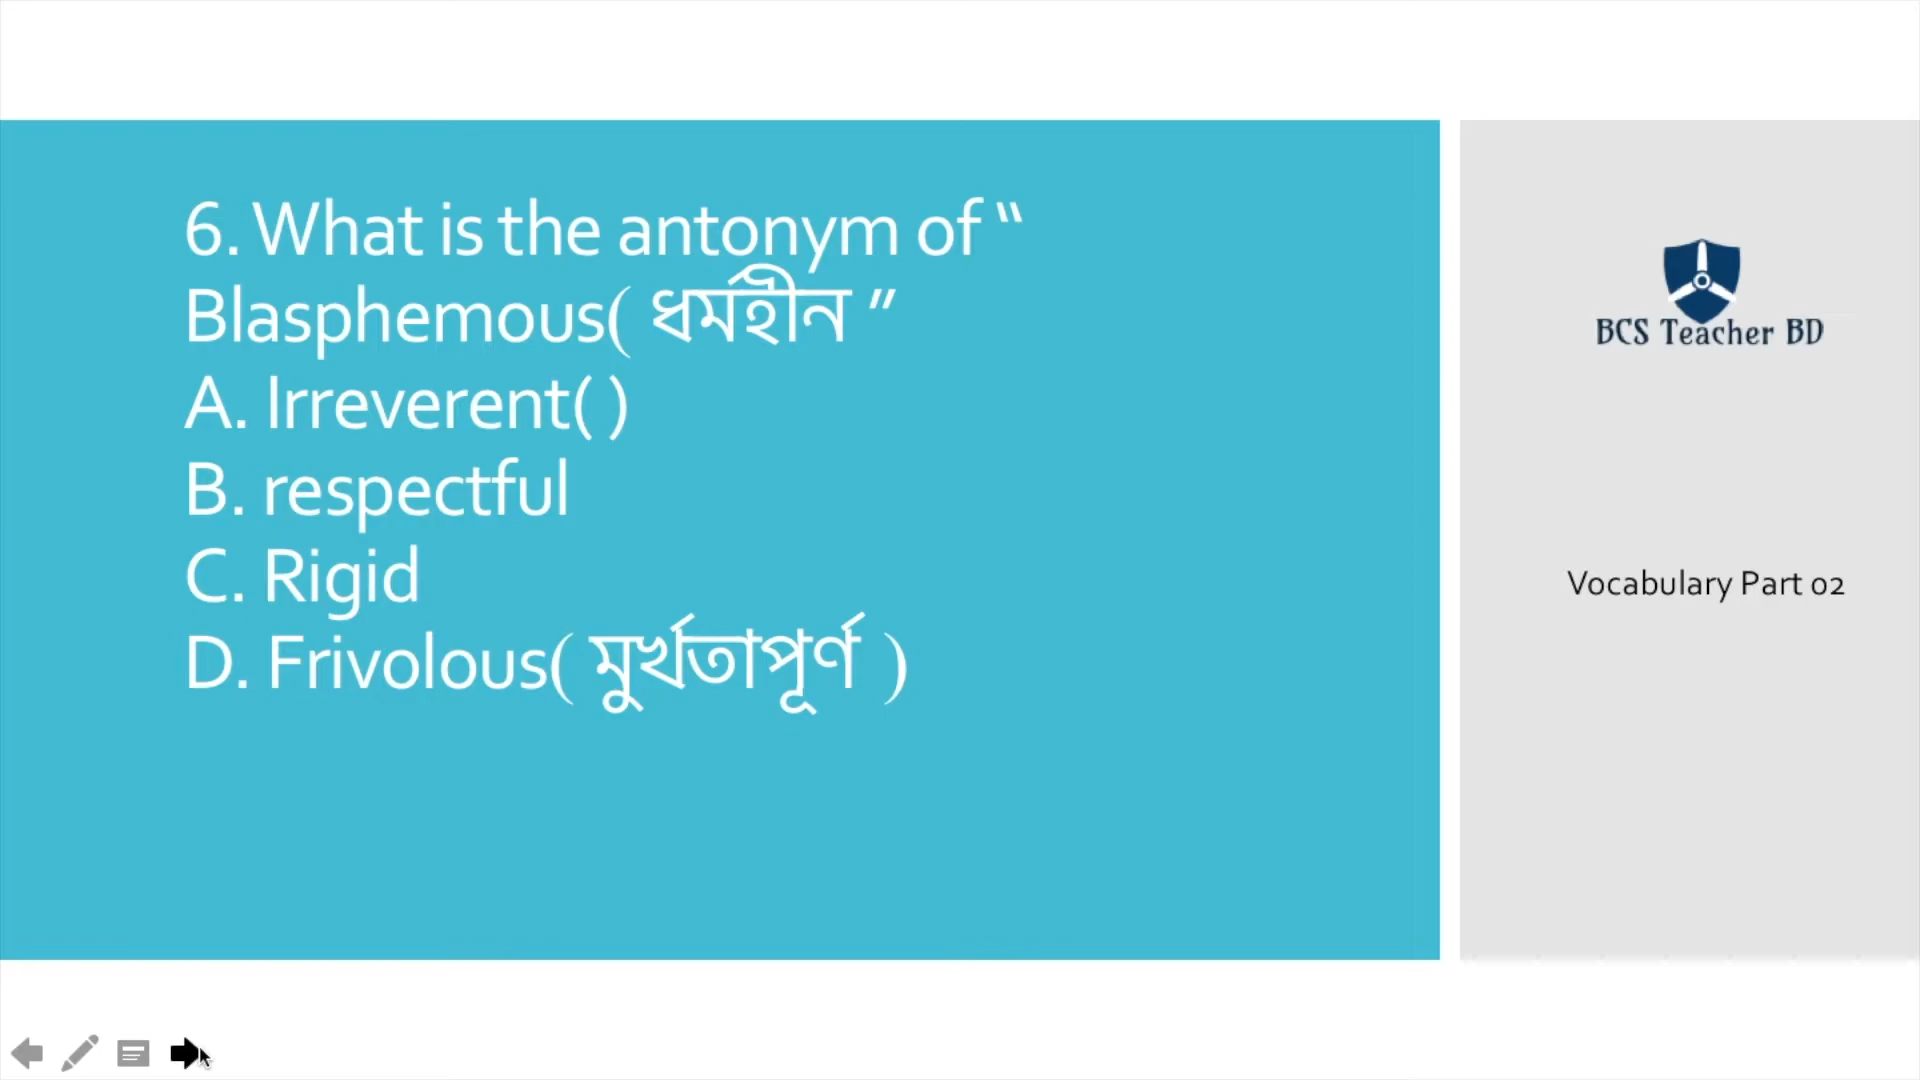 6. What is the antonym of “
Blasphemous( ধর্মহীন ”
A. Irreverent( )
B. respectful
C. Rigid
D. Frivolous( মুর্খতাপূর্ণ )
BCS Teacher BD
Vocabulary Part 02